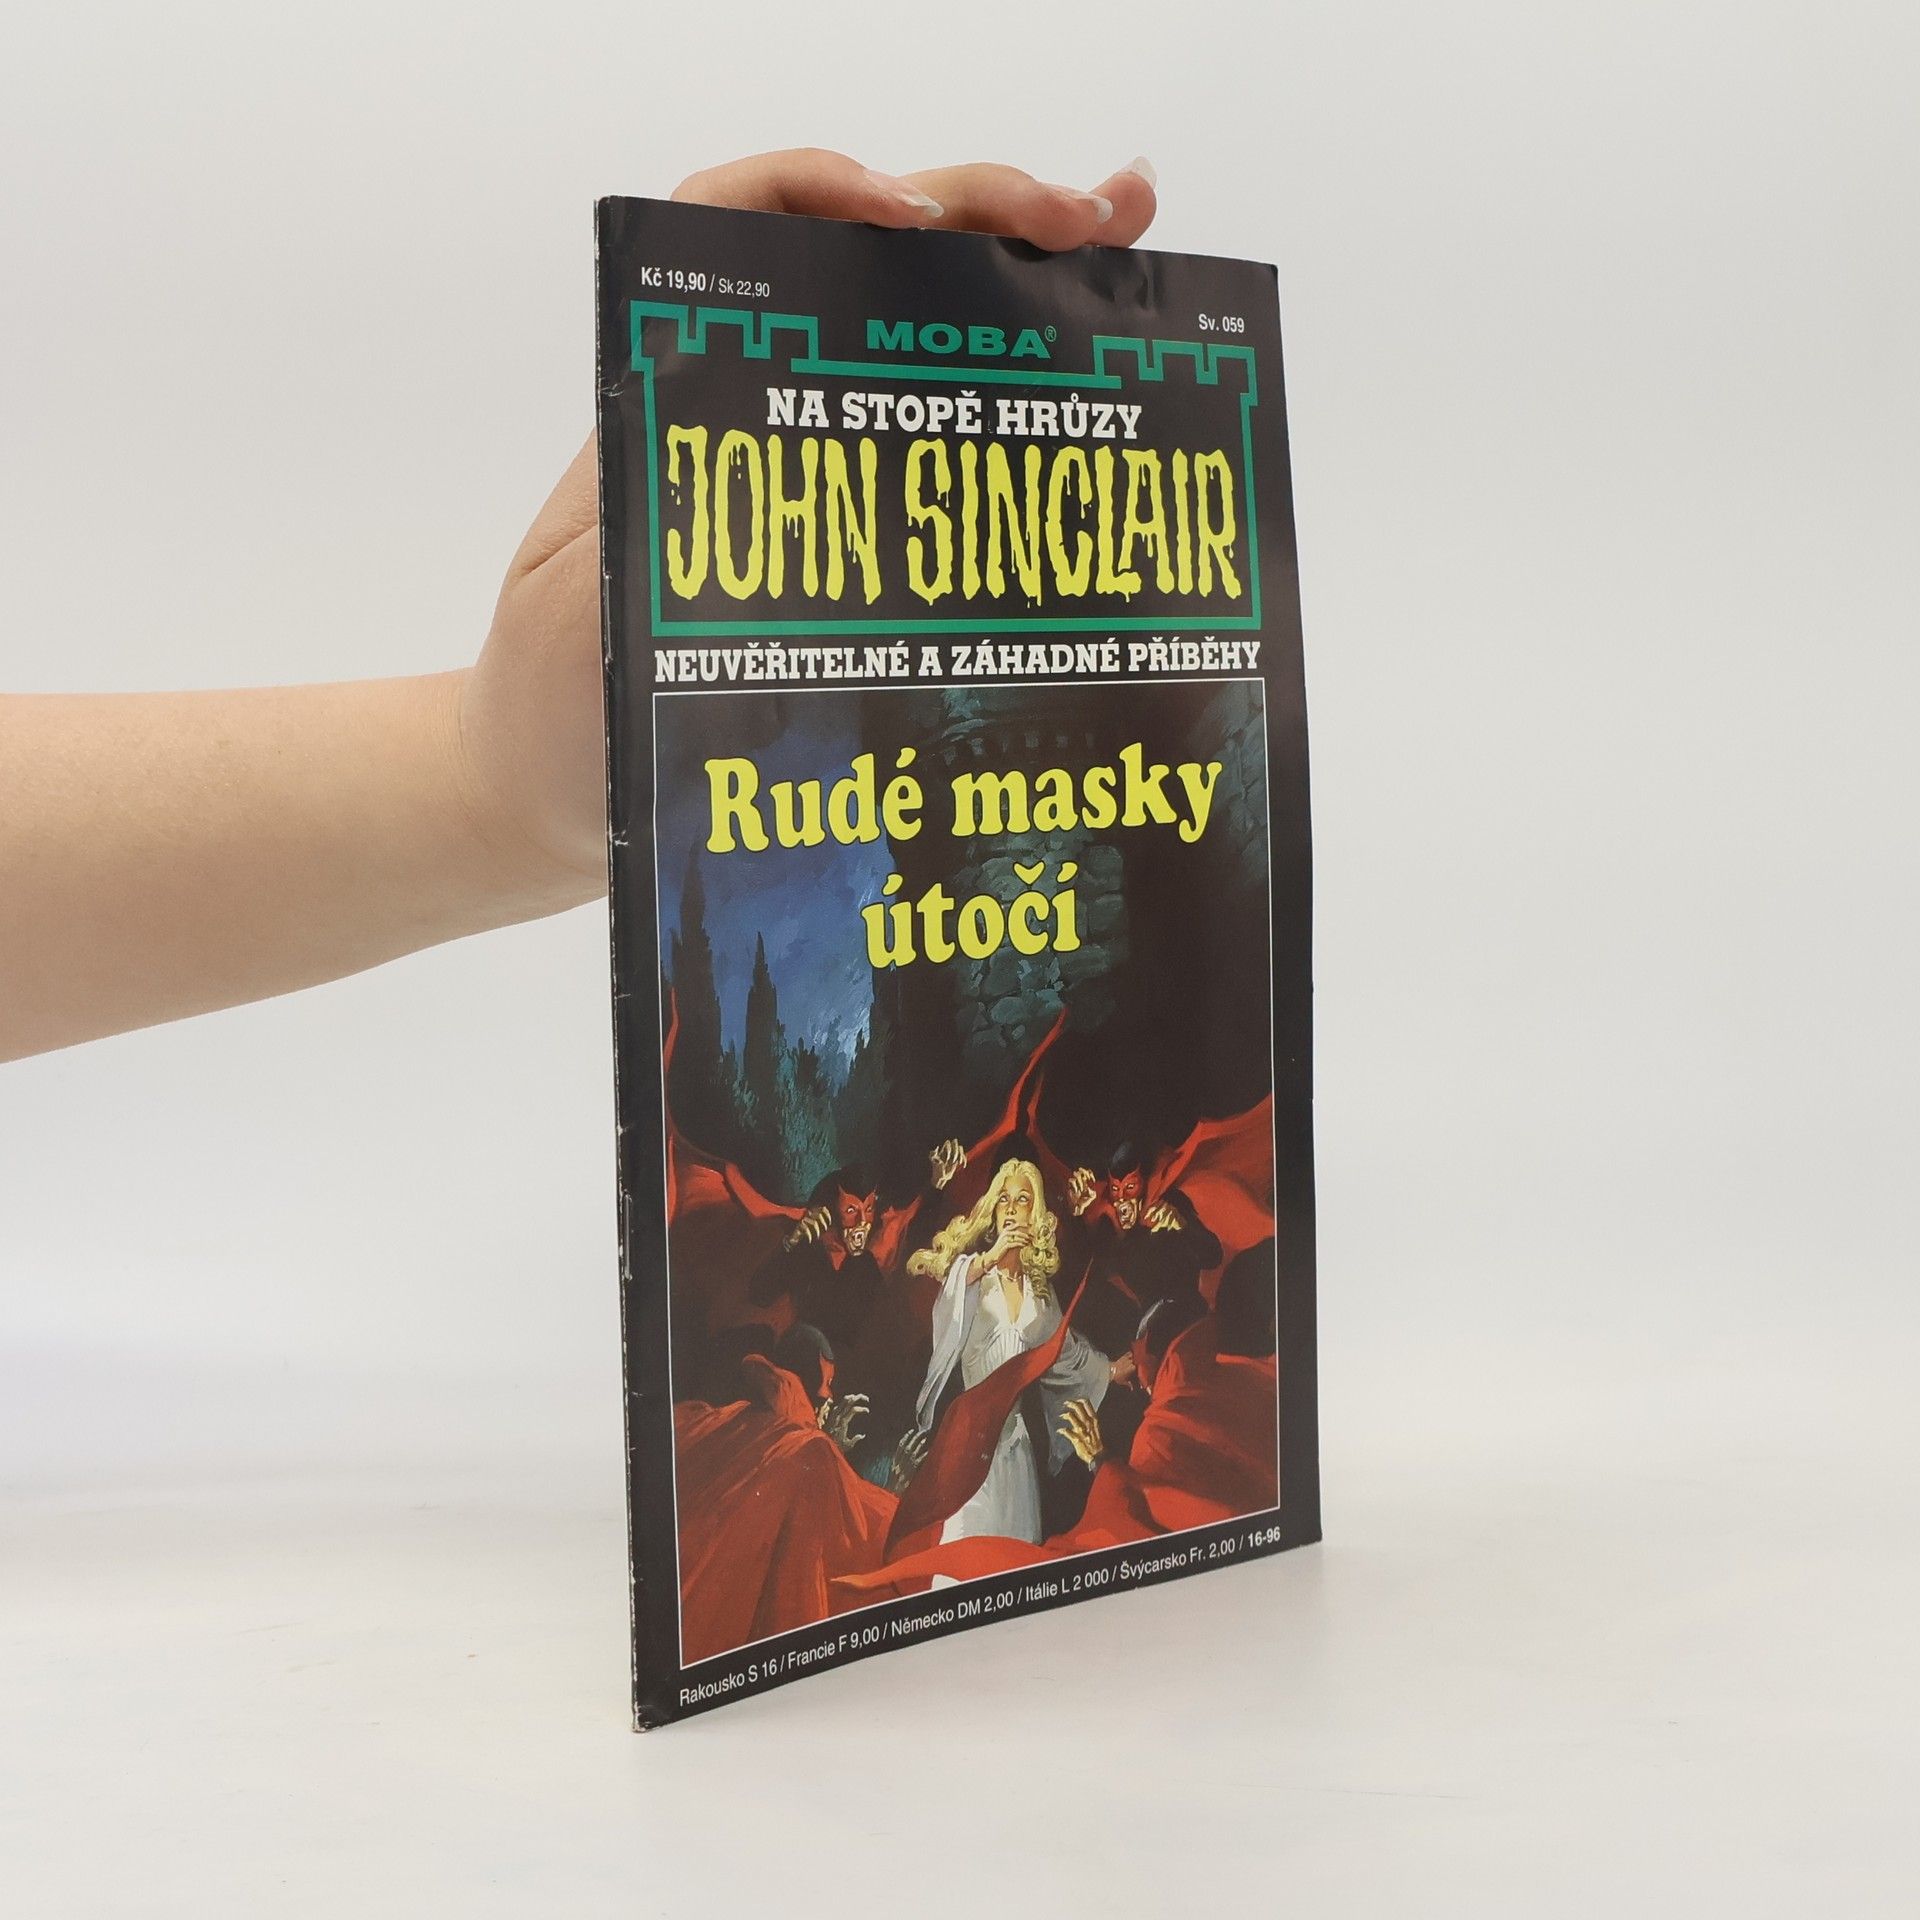 Kč 19,90 / Sk 22,90
Sv. 059
MOBA®
NA STOPĚ HRŮZY
JOHN SINCLAIR
NEUVĚŘITELNÉ A ZÁHADNÉ PŘÍBĚHY
Rudé masky
útočí
Rakousko S 16 / Francie F 9,00 / Německo DM 2,00 / Itálie L 2 000 / Švýcarsko Fr. 2,00 / 16-96